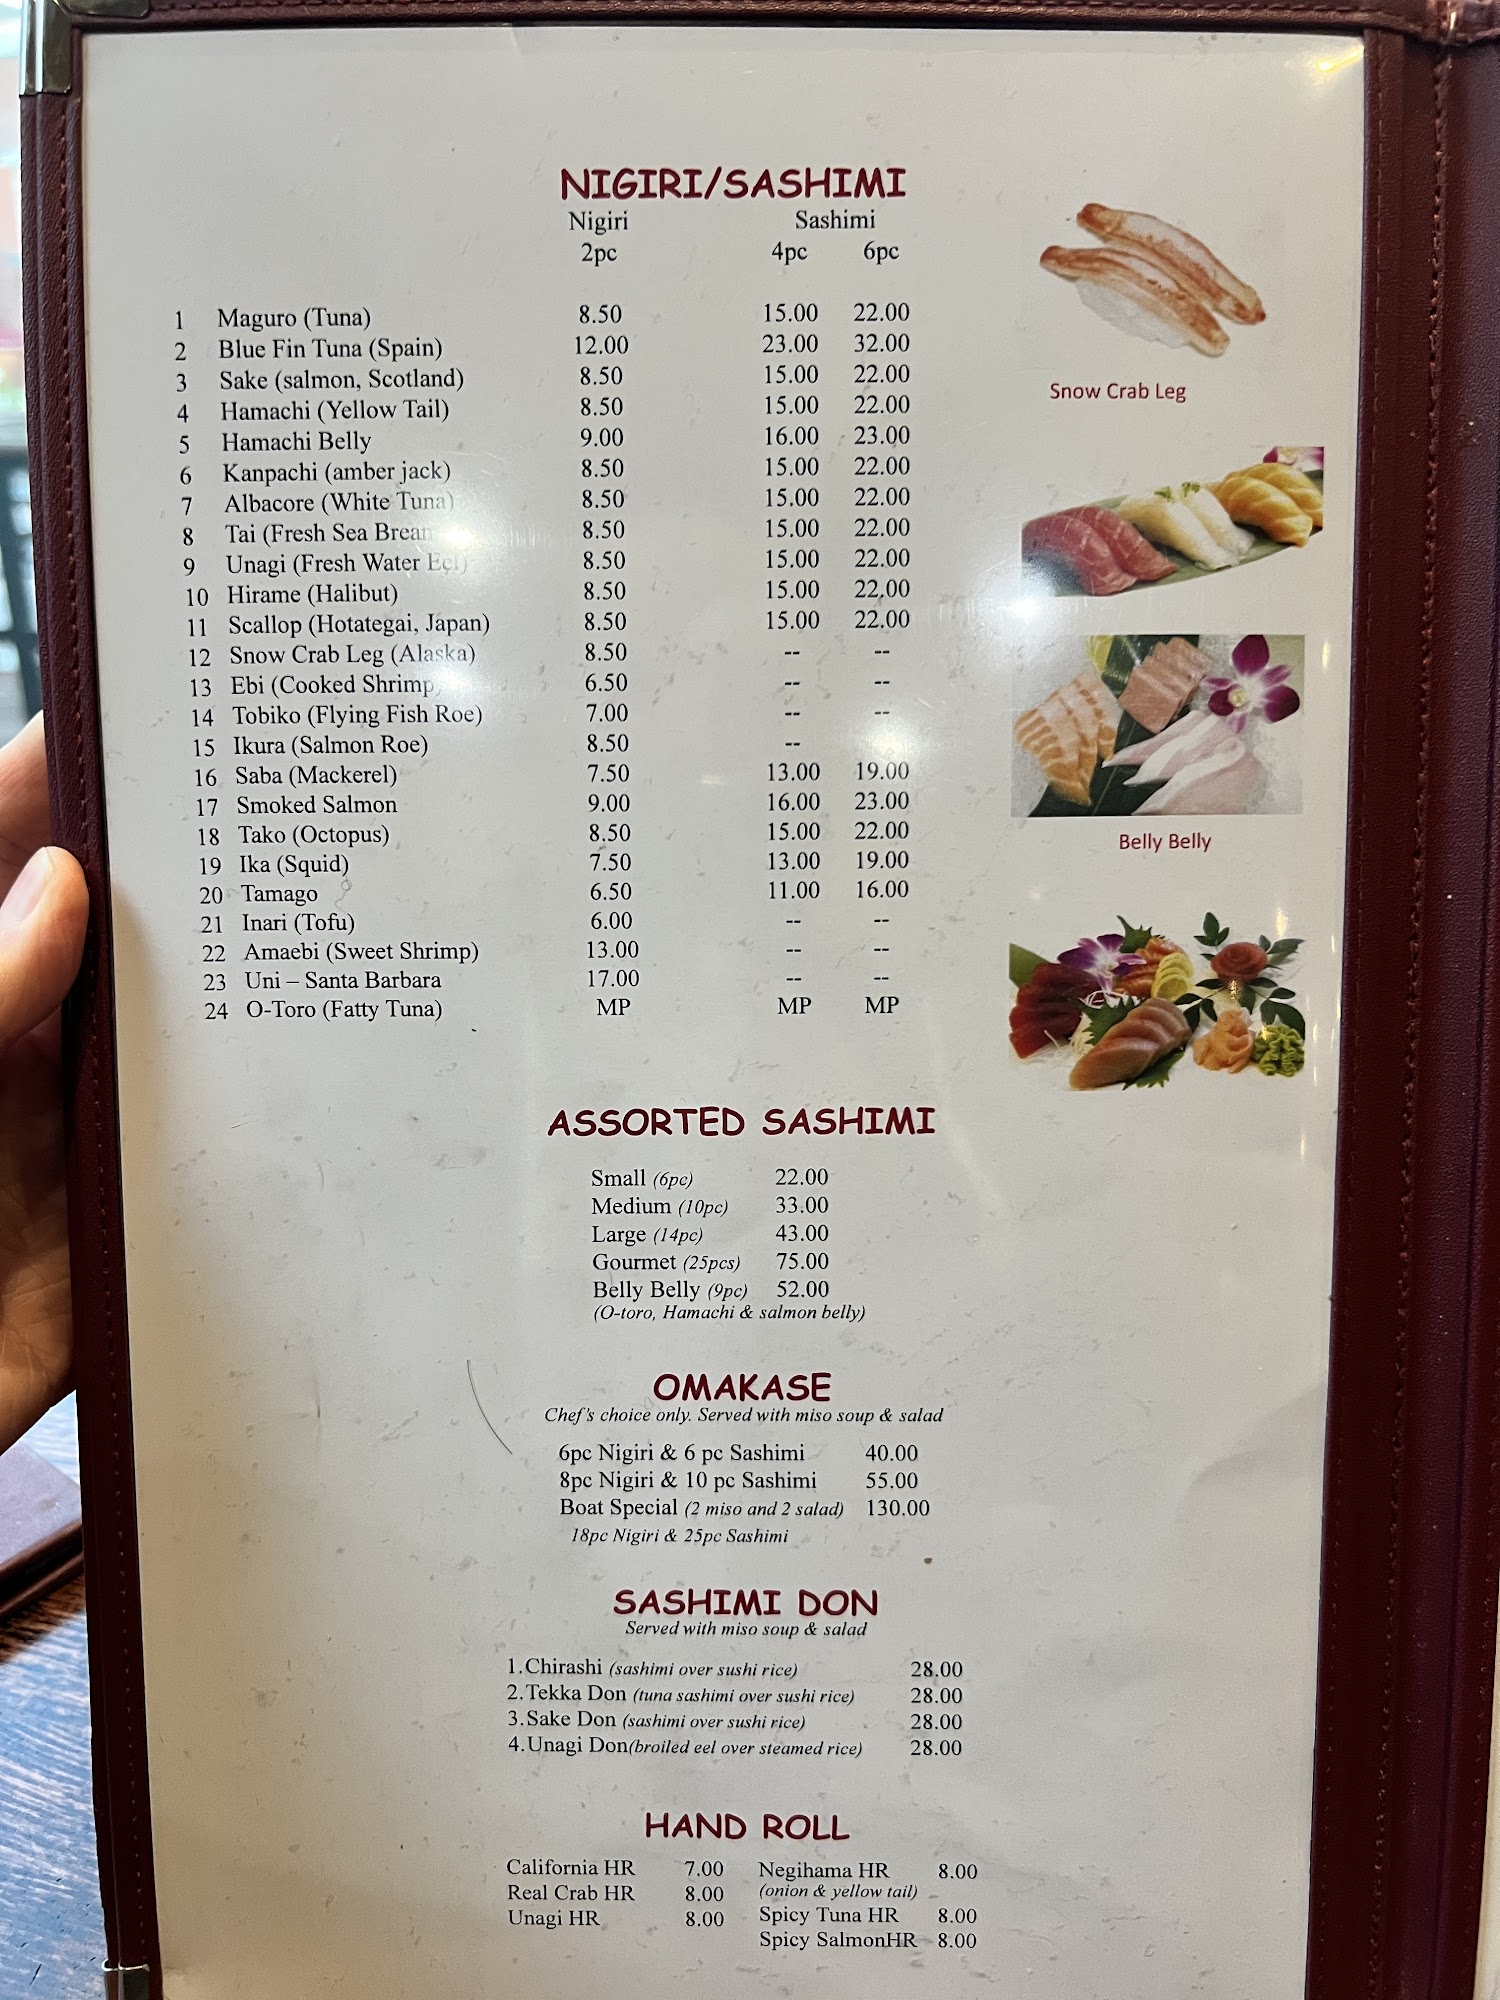 NIGIRI/SASHIMI
Nigiri Sashimi
2pc 4pc 6pc
1 Maguro (Tuna) 8.50 15.00 22.00
2 Blue Fin Tuna (Spain) 12.00 23.00 32.00
3 Sake (salmon, Scotland) 8.50 15.00 22.00
4 Hamachi (Yellow Tail) 8.50 15.00 22.00
5 Hamachi Belly 9.00 16.00 23.00
6 Kanpachi (amber jack) 8.50 15.00 22.00
7 Albacore (White Tuna) 8.50 15.00 22.00
8 Tai (Fresh Sea Bream 8.50 15.00 22.00
9 Unagi (Fresh Water Eel) 8.50 15.00 22.00
10 Hirame (Halibut) 8.50 15.00 22.00
11 Scallop (Hotategai, Japan) 8.50 15.00 22.00
12 Snow Crab Leg (Alaska) 8.50 -- --
13 Ebi (Cooked Shrimp) 6.50 -- --
14 Tobiko (Flying Fish Roe) 7.00 -- --
15 Ikura (Salmon Roe) 8.50 --
16 Saba (Mackerel) 7.50 13.00 19.00
17 Smoked Salmon 9.00 16.00 23.00
18 Tako (Octopus) 8.50 15.00 22.00
19 Ika (Squid) 7.50 13.00 19.00
20 Tamago 6.50 11.00 16.00
21 Inari (Tofu) 6.00 -- --
22 Amaebi (Sweet Shrimp) 13.00 -- --
23 Uni – Santa Barbara 17.00 -- --
24 O-Toro (Fatty Tuna) MP MP MP
Snow Crab Leg
Belly Belly
ASSORTED SASHIMI
Small (6pc) 22.00
Medium (10pc) 33.00
Large (14pc) 43.00
Gourmet (25pcs) 75.00
Belly Belly (9pc) 52.00
(O-toro, Hamachi & salmon belly)
OMAKASE
Chef's choice only. Served with miso soup & salad
6pc Nigiri & 6 pc Sashimi 40.00
8pc Nigiri & 10 pc Sashimi 55.00
Boat Special (2 miso and 2 salad) 130.00
18pc Nigiri & 25pc Sashimi
SASHIMI DON
Served with miso soup & salad
1.Chirashi (sashimi over sushi rice) 28.00
2.Tekka Don (tuna sashimi over sushi rice) 28.00
3.Sake Don (sashimi over sushi rice) 28.00
4.Unagi Don(broiled eel over steamed rice) 28.00
HAND ROLL
California HR 7.00 Negihama HR 8.00
(onion & yellow tail)
Real Crab HR 8.00 Spicy Tuna HR 8.00
Unagi HR 8.00 Spicy SalmonHR 8.00